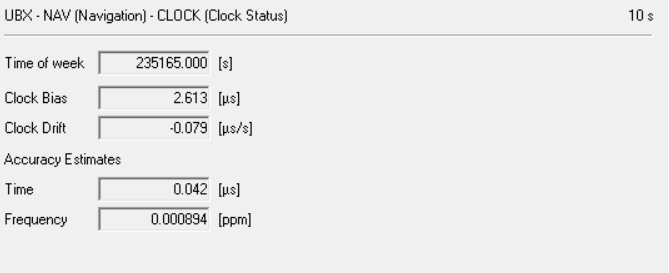 UBX - NAV (Navigation) - CLOCK (Clock Status) 10 s
Time of week 235165.000 [s]
Clock Bias 2.613 [µs]
Clock Drift -0.079 [µs/s]
Accuracy Estimates
Time 0.042 [µs]
Frequency 0.000894 [ppm]